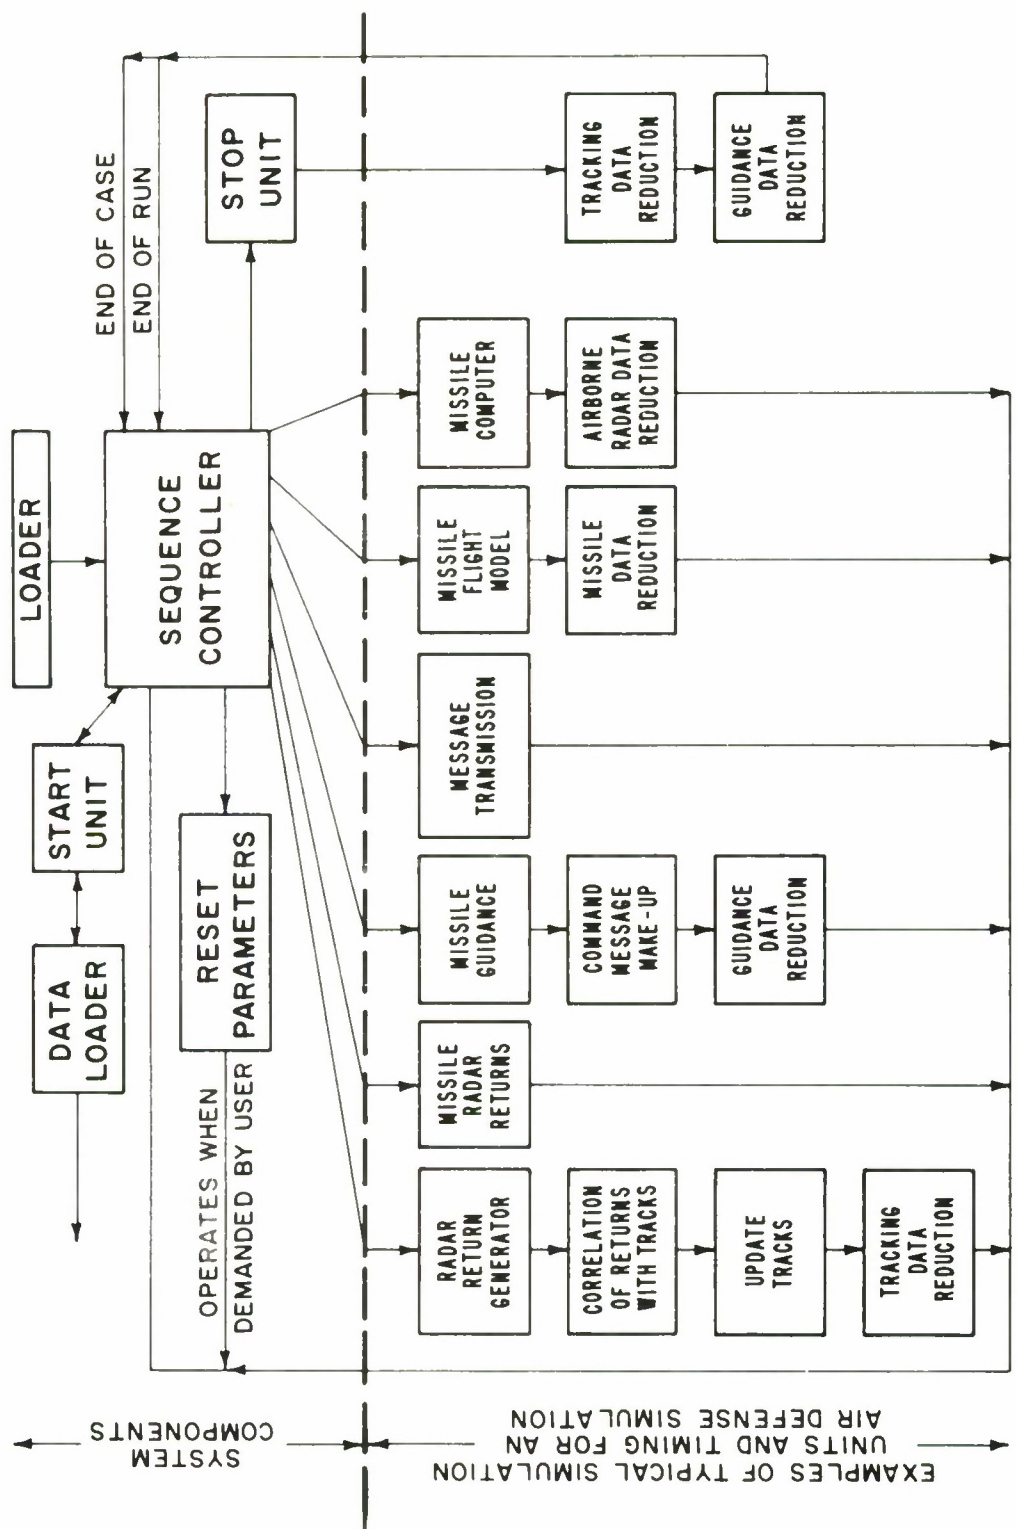 LOADER
DATA
LOADER
START
UNIT
SEQUENCE
CONTROLLER
END OF CASE
END OF RUN
STOP
UNIT
RESET
PARAMETERS
OPERATES WHEN
DEMANDED BY USER
SYSTEM
COMPONENTS
EXAMPLES OF TYPICAL SIMULATION
UNITS AND TIMING FOR AN
AIR DEFENSE SIMULATION
RADAR
RETURN
GENERATOR
CORRELATION
OF RETURNS
WITH TRACKS
UPDATE
TRACKS
TRACKING
DATA
REDUCTION
MISSILE
RADAR
RETURNS
MISSILE
GUIDANCE
COMMAND
MESSAGE
MAKE-UP
GUIDANCE
DATA
REDUCTION
MESSAGE
TRANSMISSION
MISSILE
FLIGHT
MODEL
MISSILE
DATA
REDUCTION
MISSILE
COMPUTER
AIRBORNE
RADAR DATA
REDUCTION
TRACKING
DATA
REDUCTION
GUIDANCE
DATA
REDUCTION